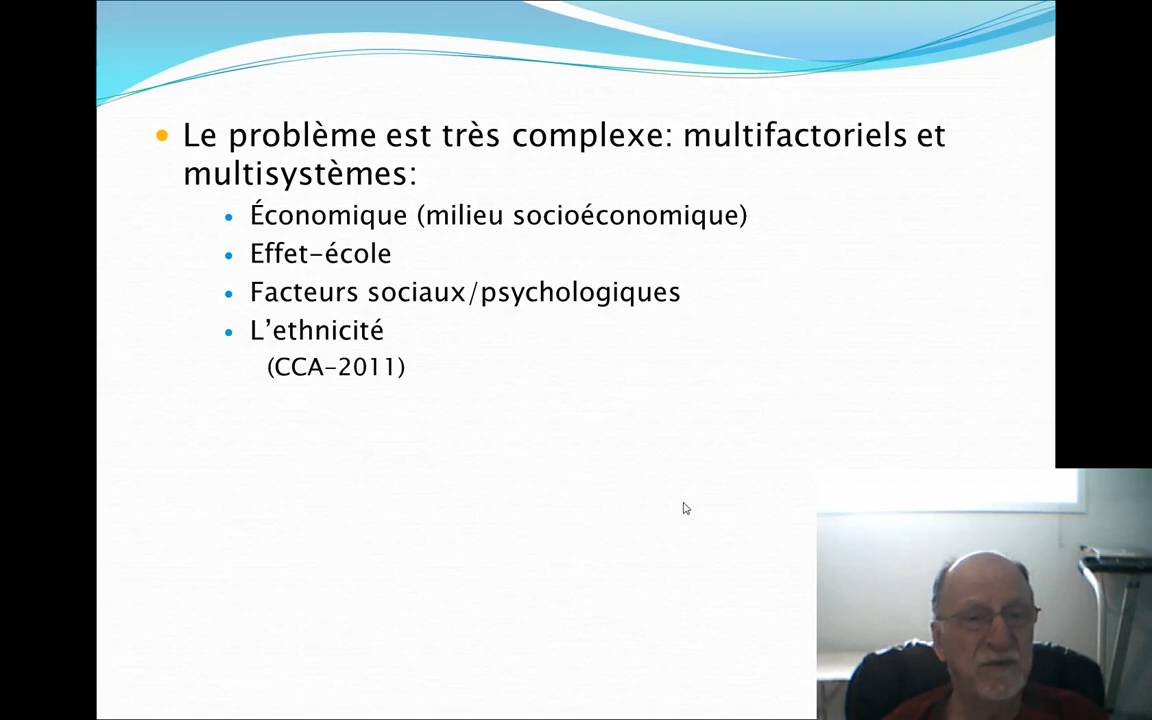 Le problème est très complexe: multifactoriels et
multisystèmes:
Économique (milieu socioéconomique)
Effet-école
Facteurs sociaux/psychologiques
L’ethnicité
(CCA-2011)